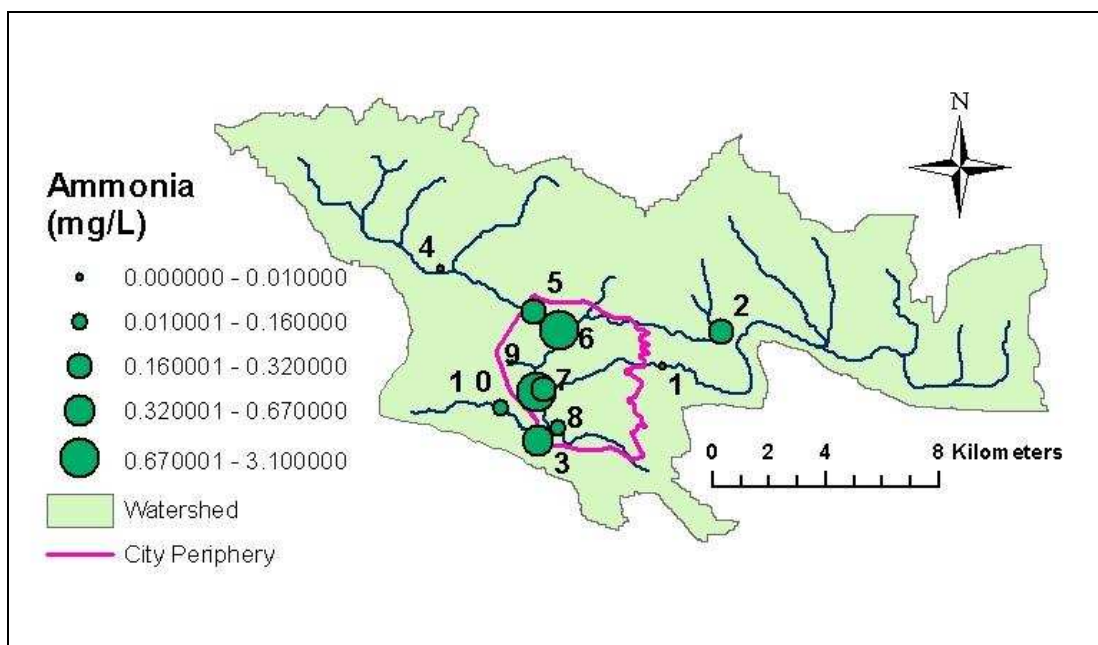 N
Ammonia
(mg/L)
0.000000 - 0.010000
0.010001 - 0.160000
0.160001 - 0.320000
0.320001 - 0.670000
0.670001 - 3.100000
Watershed
City Periphery
4
5
2
6
9
1
1 0
7
8
3
0 2 4 8 Kilometers